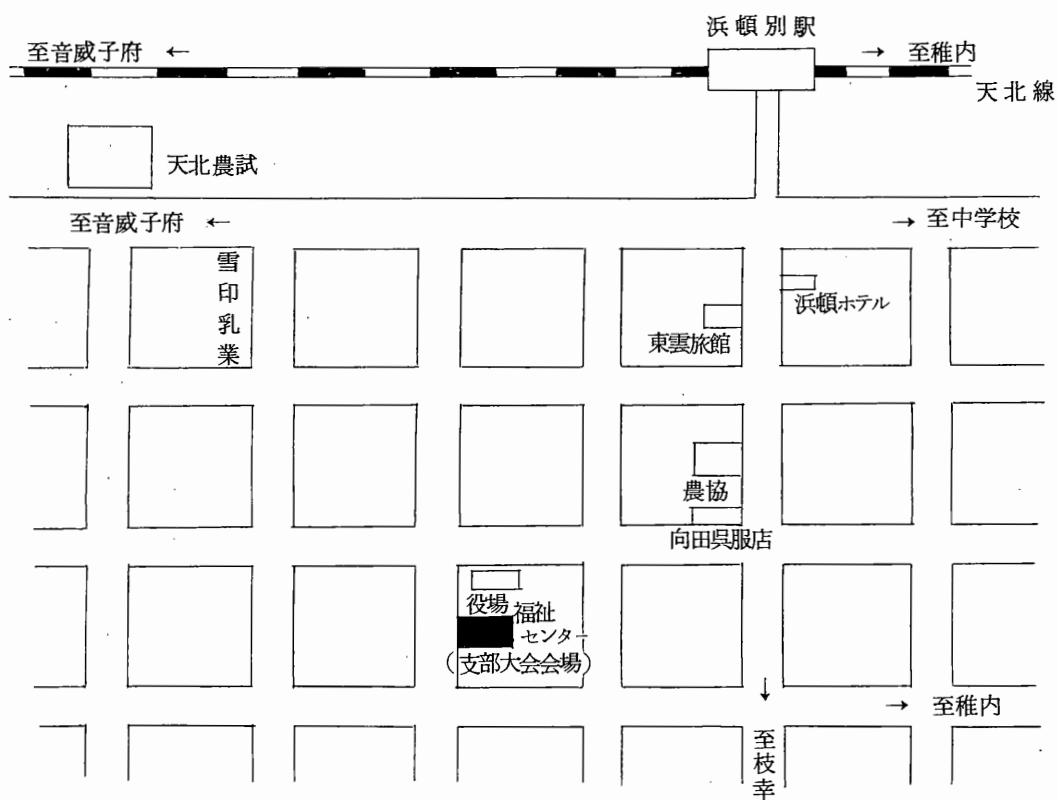 浜頓別駅
至音威子府 ←
→ 至稚内
天北線
天北農試
至音威子府 ←
→ 至中学校
雪印乳業
浜頓ホテル
東雲旅館
農協
向田呉服店
役場
福祉
センター
(支部大会会場)
↓
→ 至稚内
至枝幸